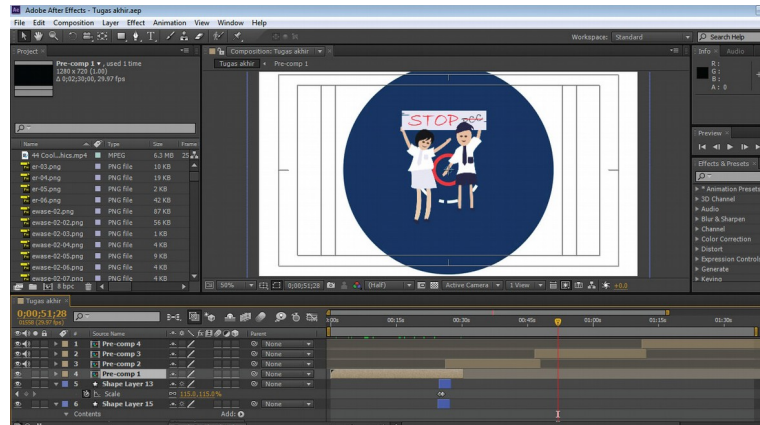 Adobe After Effects - Tugas akhir.aep
File Edit Composition Layer Effect Animation View Window Help
Workspace: Standard
Search Help
Project
Composition: Tugas akhir
Info Audio
Pre-comp 1 , used 1 time
1280 x 720 (1.00)
Δ 0;02;30;00, 29.97 fps
Tugas akhir Pre-comp 1
R :
G :
B :
A : 0
STOP
Preview
Effects & Presets
Name Type Size Frame
44 Cool...hics.mp4 MPEG 6.3 MB 25
er-03.png PNG file 10 KB
er-04.png PNG file 19 KB
er-05.png PNG file 2 KB
er-06.png PNG file 42 KB
ewase-02.png PNG file 87 KB
ewase-02-02.png PNG file 56 KB
ewase-02-03.png PNG file 1 KB
ewase-02-04.png PNG file 4 KB
ewase-02-05.png PNG file 9 KB
ewase-02-06.png PNG file 4 KB
ewase-02-07.png PNG file 4 KB
* Animation Presets
3D Channel
Audio
Blur & Sharpen
Channel
Color Correction
Distort
Expression Controls
Generate
Keying
8 bpc
50% 0;00;51;28 (Half) Active Camera 1 View +0.0
Tugas akhir
0;00;51;28
01558 (29.97 fps)
:00s 00:15s 00:30s 00:45s 01:00s 01:15s 01:30s
# Source Name Parent
1 Pre-comp 4 None
2 Pre-comp 3 None
3 Pre-comp 2 None
4 Pre-comp 1 None
5 Shape Layer 13 None
Scale 115.0,115.0%
6 Shape Layer 15 None
Contents Add: